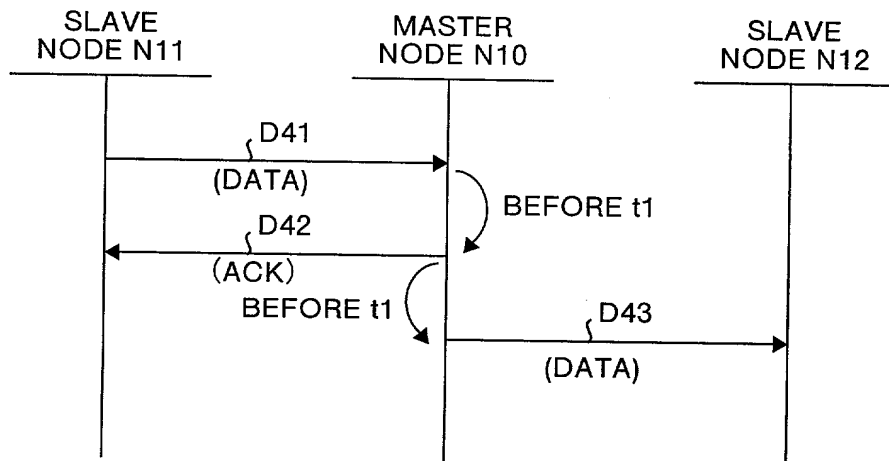 SLAVE
NODE N11
MASTER
NODE N10
SLAVE
NODE N12
D41
(DATA)
BEFORE t1
D42
(ACK)
BEFORE t1
D43
(DATA)